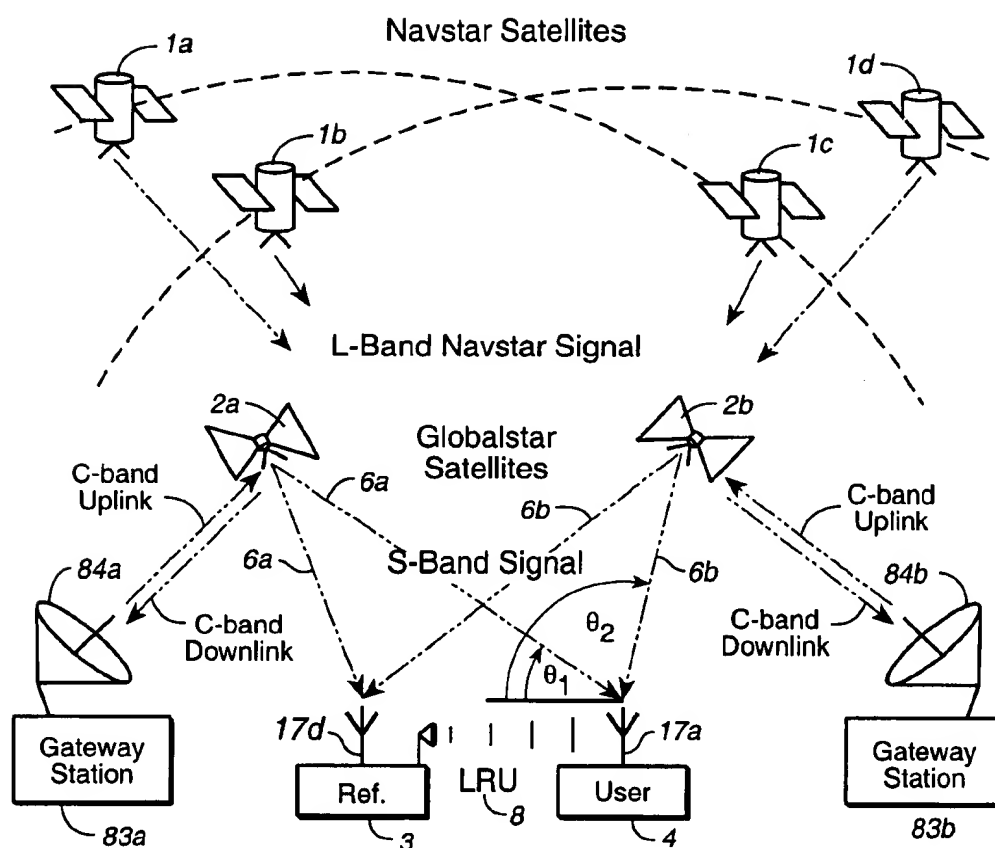 Navstar Satellites
1a
1d
1b
1c
L-Band Navstar Signal
2a
2b
Globalstar
Satellites
C-band
Uplink
6a
6b
C-band
Uplink
84a
6a
S-Band Signal
6b
84b
C-band
Downlink
θ2
θ1
C-band
Downlink
17d
17a
Gateway
Station
Ref.
LRU
User
Gateway
Station
83a
3
8
4
83b